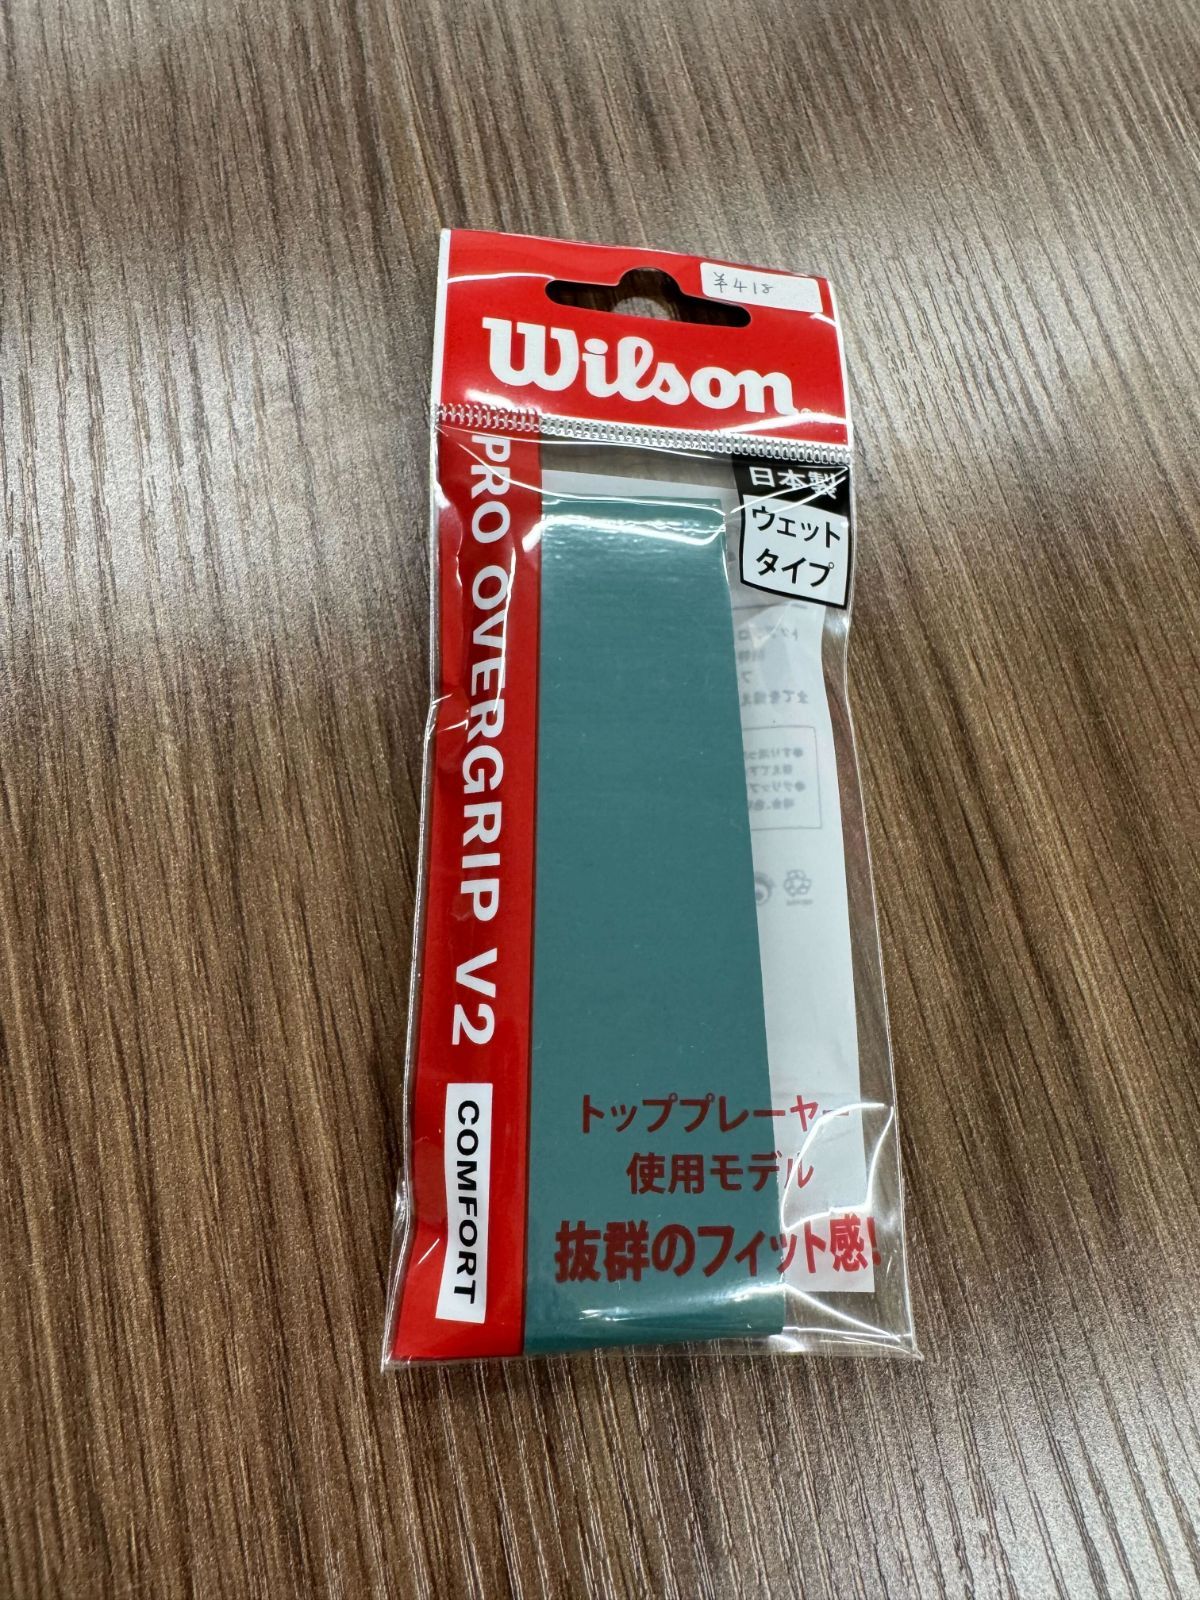 ¥418
Wilson
PRO OVERGRIP V2
COMFORT
日本製
ウェット
タイプ
トッププレーヤー
使用モデル
抜群のフィット感!